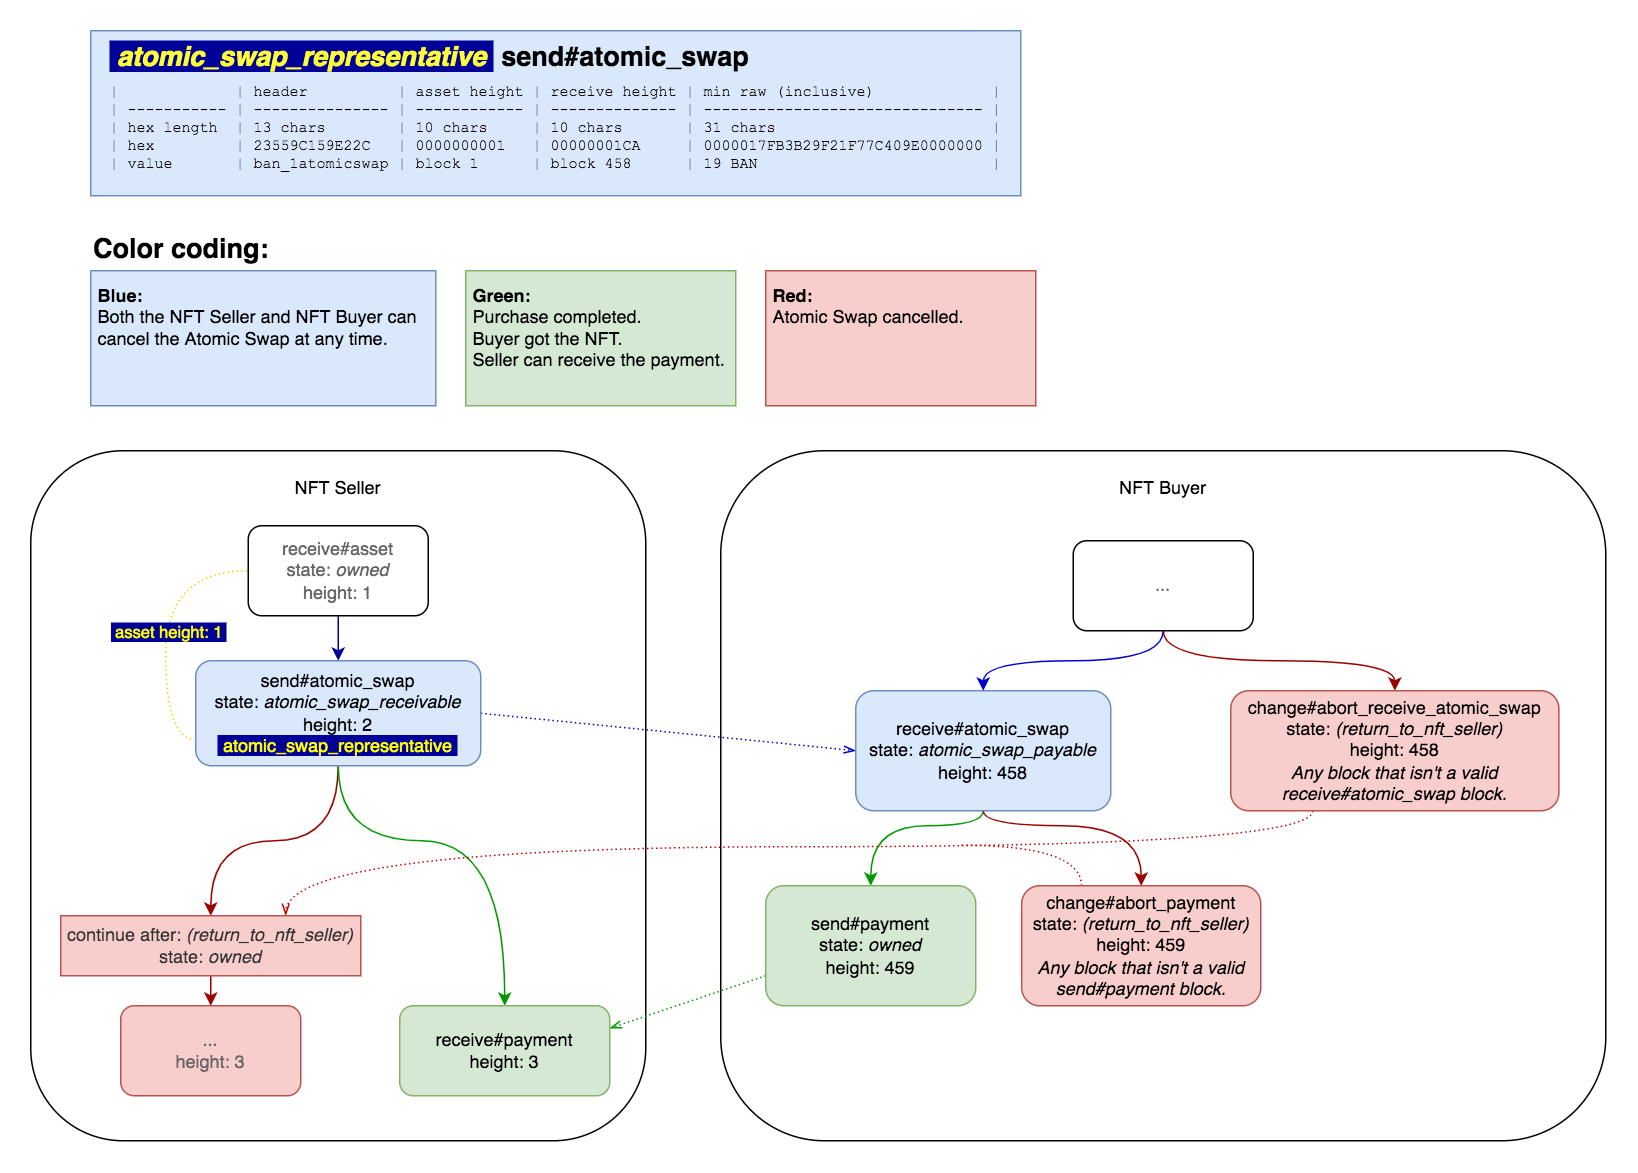 atomic_swap_representative send#atomic_swap
|             | header          | asset height | receive height | min raw (inclusive)             |
| ----------- | --------------- | ------------ | -------------- | ------------------------------- |
| hex length  | 13 chars        | 10 chars     | 10 chars       | 31 chars                        |
| hex         | 23559C159E22C   | 0000000001   | 00000001CA     | 0000017FB3B29F21F77C409E0000000 |
| value       | ban_1atomicswap | block 1      | block 458      | 19 BAN                          |
Color coding:
Blue:
Both the NFT Seller and NFT Buyer can
cancel the Atomic Swap at any time.
Green:
Purchase completed.
Buyer got the NFT.
Seller can receive the payment.
Red:
Atomic Swap cancelled.
NFT Seller
receive#asset
state: owned
height: 1
asset height: 1
send#atomic_swap
state: atomic_swap_receivable
height: 2
atomic_swap_representative
continue after: (return_to_nft_seller)
state: owned
...
height: 3
receive#payment
height: 3
NFT Buyer
...
receive#atomic_swap
state: atomic_swap_payable
height: 458
change#abort_receive_atomic_swap
state: (return_to_nft_seller)
height: 458
Any block that isn't a valid
receive#atomic_swap block.
send#payment
state: owned
height: 459
change#abort_payment
state: (return_to_nft_seller)
height: 459
Any block that isn't a valid
send#payment block.